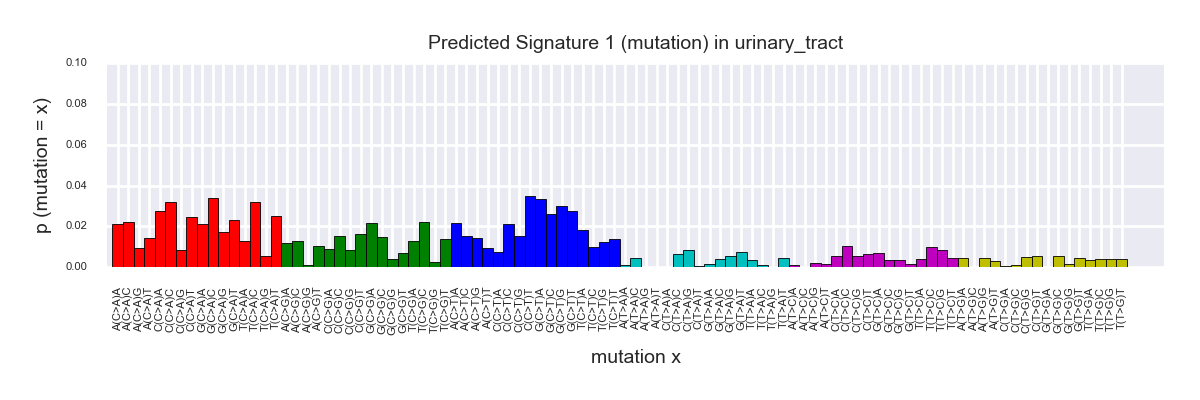 Predicted Signature 1 (mutation) in urinary_tract
p (mutation = x)
0.10
0.08
0.06
0.04
0.02
0.00
A(C>A)A
A(C>A)C
A(C>A)G
A(C>A)T
C(C>A)A
C(C>A)C
C(C>A)G
C(C>A)T
G(C>A)A
G(C>A)C
G(C>A)G
G(C>A)T
T(C>A)A
T(C>A)C
T(C>A)G
T(C>A)T
A(C>G)A
A(C>G)C
A(C>G)G
A(C>G)T
C(C>G)A
C(C>G)C
C(C>G)G
C(C>G)T
G(C>G)A
G(C>G)C
G(C>G)G
G(C>G)T
T(C>G)A
T(C>G)C
T(C>G)G
T(C>G)T
A(C>T)A
A(C>T)C
A(C>T)G
A(C>T)T
C(C>T)A
C(C>T)C
C(C>T)G
C(C>T)T
G(C>T)A
G(C>T)C
G(C>T)G
G(C>T)T
T(C>T)A
T(C>T)C
T(C>T)G
T(C>T)T
A(T>A)A
A(T>A)C
A(T>A)G
A(T>A)T
C(T>A)A
C(T>A)C
C(T>A)G
C(T>A)T
G(T>A)A
G(T>A)C
G(T>A)G
G(T>A)T
T(T>A)A
T(T>A)C
T(T>A)G
T(T>A)T
A(T>C)A
A(T>C)C
A(T>C)G
A(T>C)T
C(T>C)A
C(T>C)C
C(T>C)G
C(T>C)T
G(T>C)A
G(T>C)C
G(T>C)G
G(T>C)T
T(T>C)A
T(T>C)C
T(T>C)G
T(T>C)T
A(T>G)A
A(T>G)C
A(T>G)G
A(T>G)T
C(T>G)A
C(T>G)C
C(T>G)G
C(T>G)T
G(T>G)A
G(T>G)C
G(T>G)G
G(T>G)T
T(T>G)A
T(T>G)C
T(T>G)G
T(T>G)T
mutation x